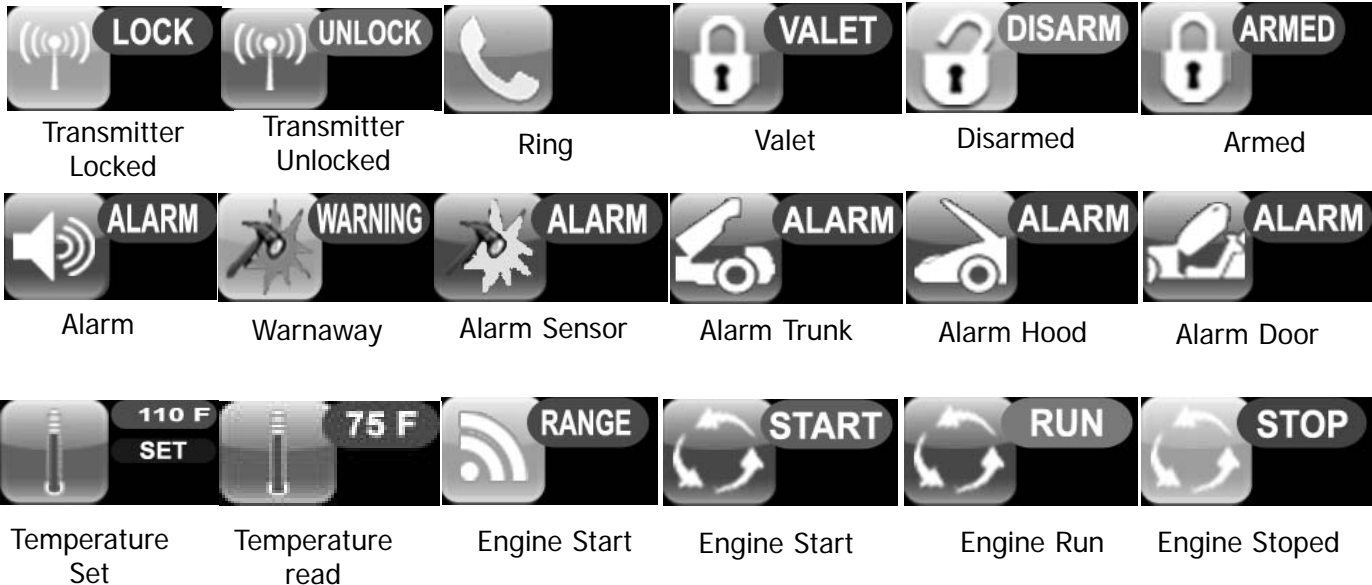 LOCK UNLOCK VALET DISARM ARMED
Transmitter Locked
Transmitter Unlocked
Ring
Valet
Disarmed
Armed
ALARM WARNING ALARM ALARM ALARM ALARM
Alarm
Warnaway
Alarm Sensor
Alarm Trunk
Alarm Hood
Alarm Door
110 F
SET
75 F RANGE START RUN STOP
Temperature Set
Temperature read
Engine Start
Engine Start
Engine Run
Engine Stoped